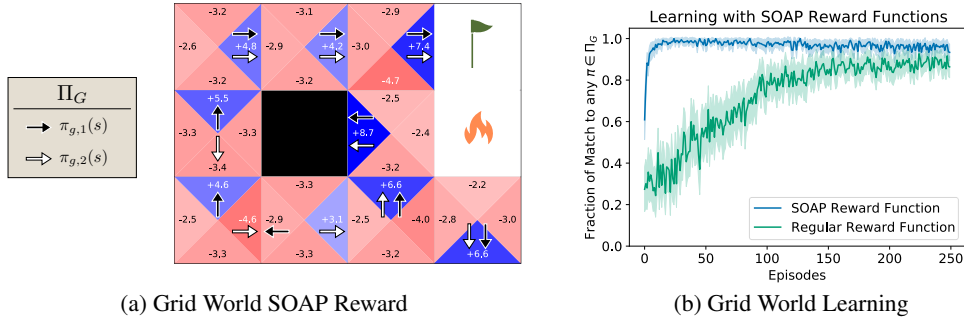 Π_G
π_{g,1}(s)
π_{g,2}(s)
-3.2 -3.1 -2.9
-2.6 +4.8 -2.9 +4.2 -3.0 +7.4
-3.2 -3.2 -4.7
+5.5 -2.5
-3.3 -3.3 +8.7 -2.4
-3.4 -3.2
+4.6 -3.3 +6.6 -2.2
-2.5 -4.6 -2.9 +3.1 -2.5 -4.0 -2.8 -3.0
-3.3 -3.3 -3.2 +6.6
(a) Grid World SOAP Reward
Learning with SOAP Reward Functions
Fraction of Match to any π ∈ Π_G
1.0
0.8
0.6
0.4
0.2
0.0
SOAP Reward Function
Regular Reward Function
0 50 100 150 200 250
Episodes
(b) Grid World Learning